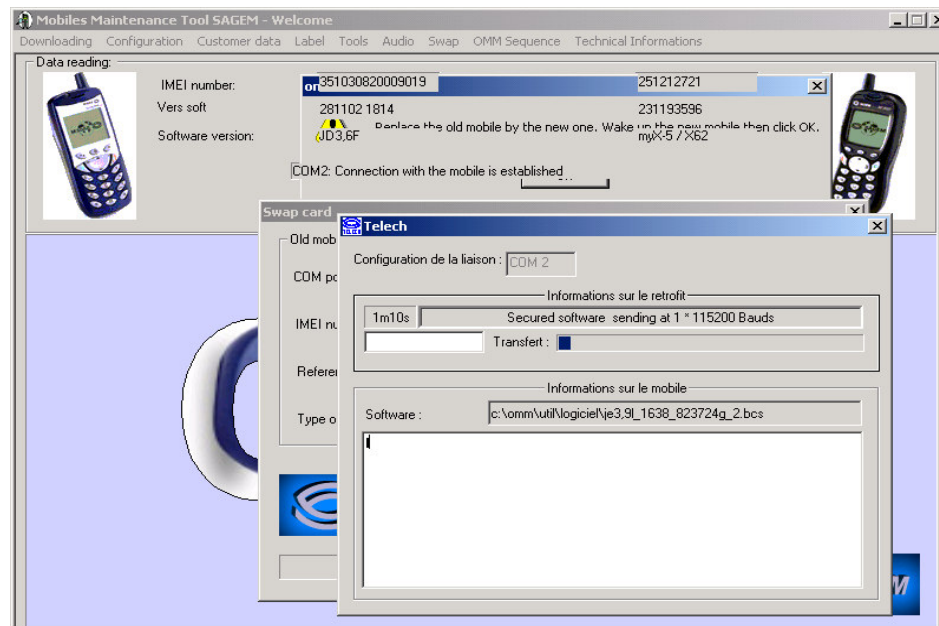 Mobiles Maintenance Tool SAGEM - Welcome
Downloading Configuration Customer data Label Tools Audio Swap OMM Sequence Technical Informations
Data reading:
IMEI number: 351030820009019 251212721
Vers soft 281102 1814 231193596
Replace the old mobile by the new one. Wake up the new mobile then click OK.
Software version: JD3,6F myX-5 / X62
COM2: Connection with the mobile is established
Swap card
Telech
Old mob
Configuration de la liaison : COM 2
COM po
Informations sur le retrofit
1m10s Secured software sending at 1 * 115200 Bauds
IMEI nu
Transfert :
Referer
Informations sur le mobile
Type o
Software : c:\omm\util\logiciel\je3,9l_1638_823724g_2.bcs
M